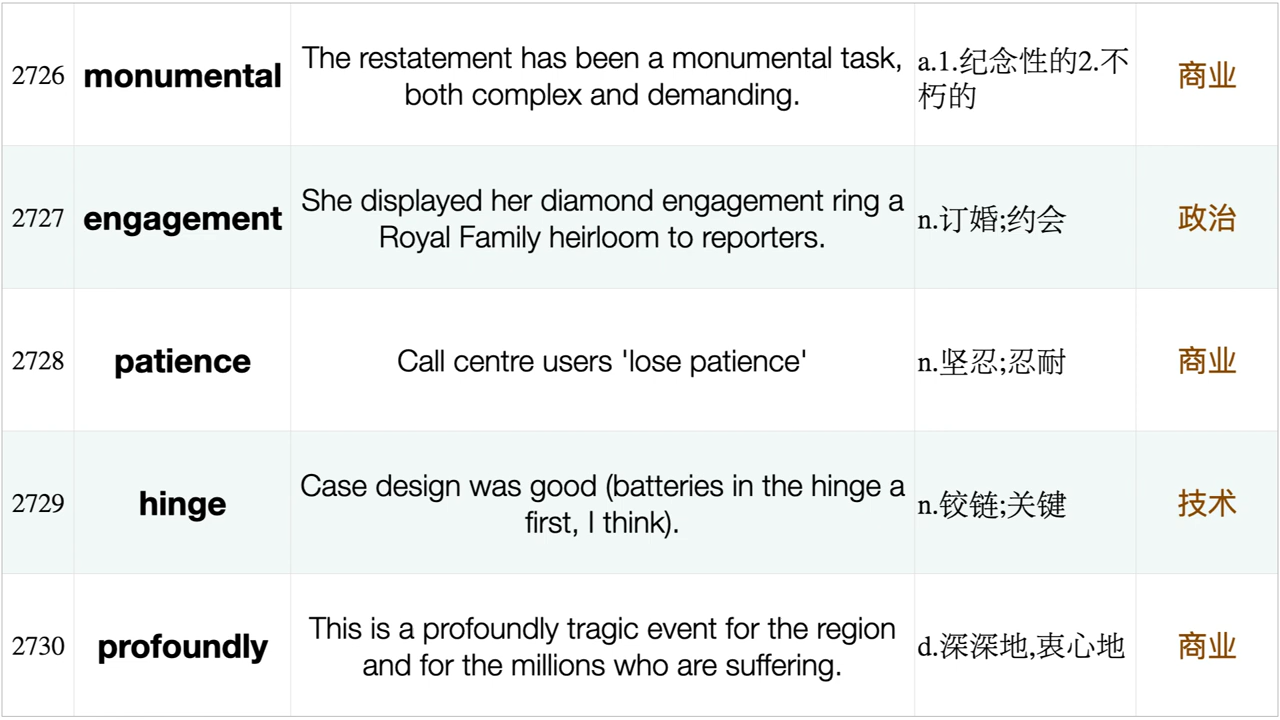 2726 monumental The restatement has been a monumental task, a.1.纪念性的2.不 商业
both complex and demanding. 朽的
2727 engagement She displayed her diamond engagement ring a n.订婚;约会 政治
Royal Family heirloom to reporters.
2728 patience Call centre users 'lose patience' n.坚忍;忍耐 商业
2729 hinge Case design was good (batteries in the hinge a n.铰链;关键 技术
first, I think).
2730 profoundly This is a profoundly tragic event for the region d.深深地,衷心地 商业
and for the millions who are suffering.